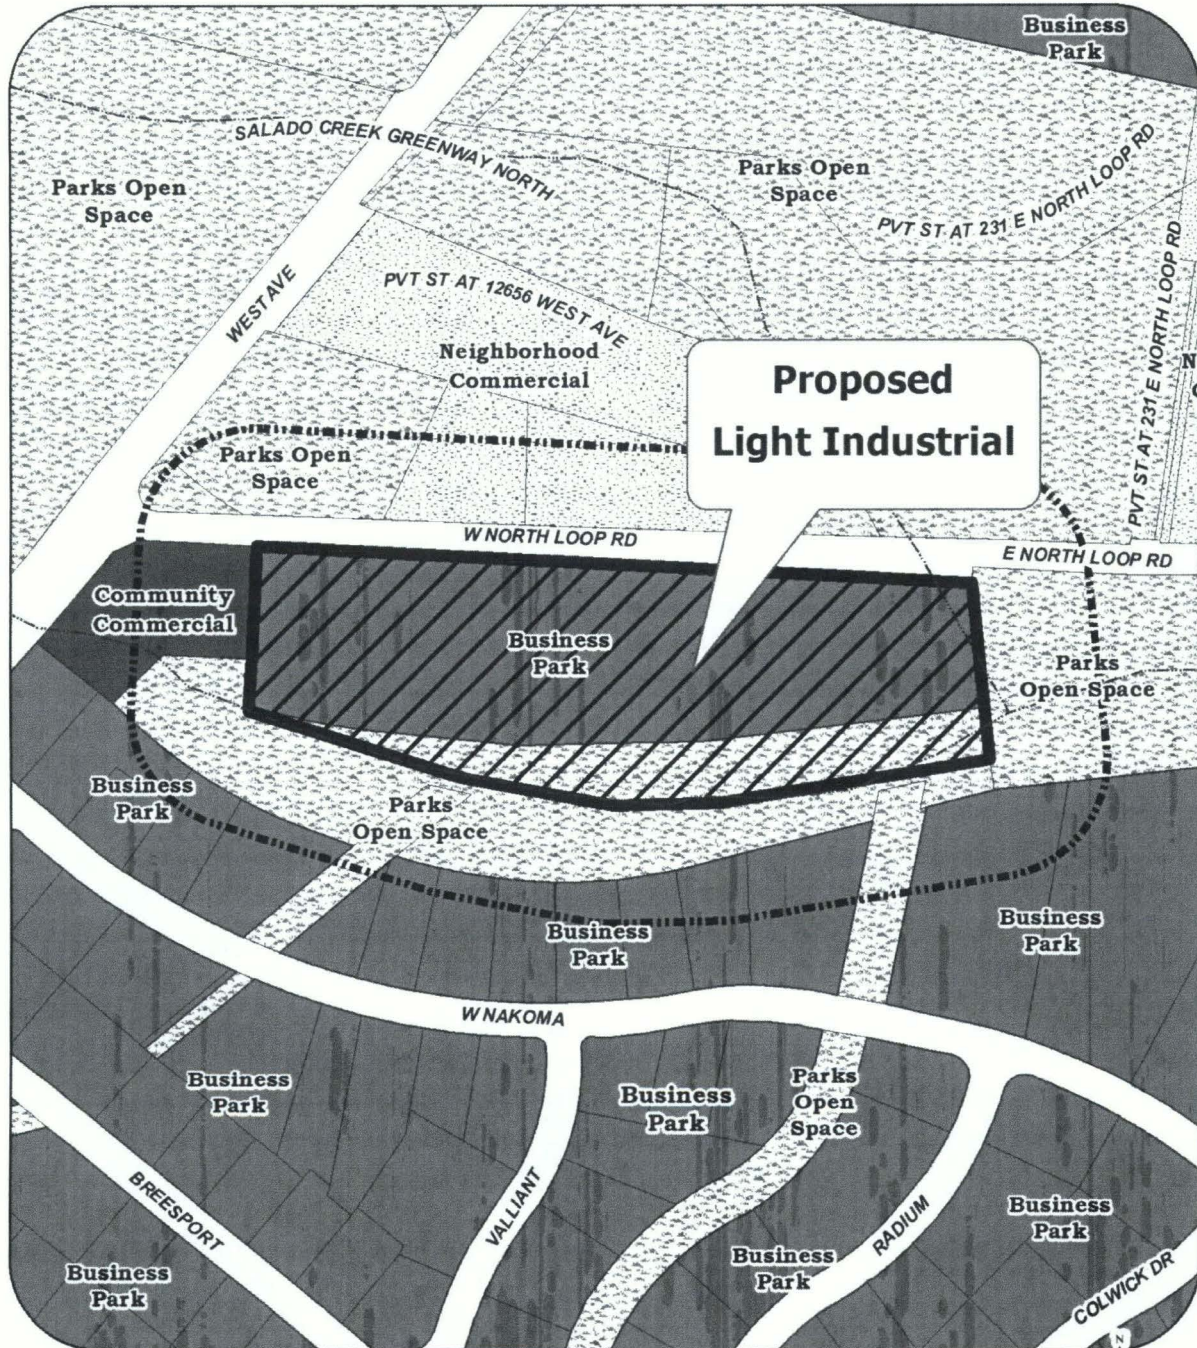 Business
Park
SALADO CREEK GREENWAY NORTH
Parks Open
Space
Parks Open
Space
PVT ST AT 231 E NORTH LOOP RD
WEST AVE
PVT ST AT 12656 WEST AVE
PVT ST AT 231 E NORTH LOOP RD
Neighborhood
Commercial
Proposed
Light Industrial
Parks Open
Space
W NORTH LOOP RD
E NORTH LOOP RD
Community
Commercial
Business
Park
Parks
Open Space
Business
Park
Parks
Open Space
Business
Park
Business
Park
W NAKOMA
Business
Park
Business
Park
Parks
Open
Space
BREESPORT
VALLIANT
RADIUM
Business
Park
Business
Park
Business
Park
COLWICK DR
N